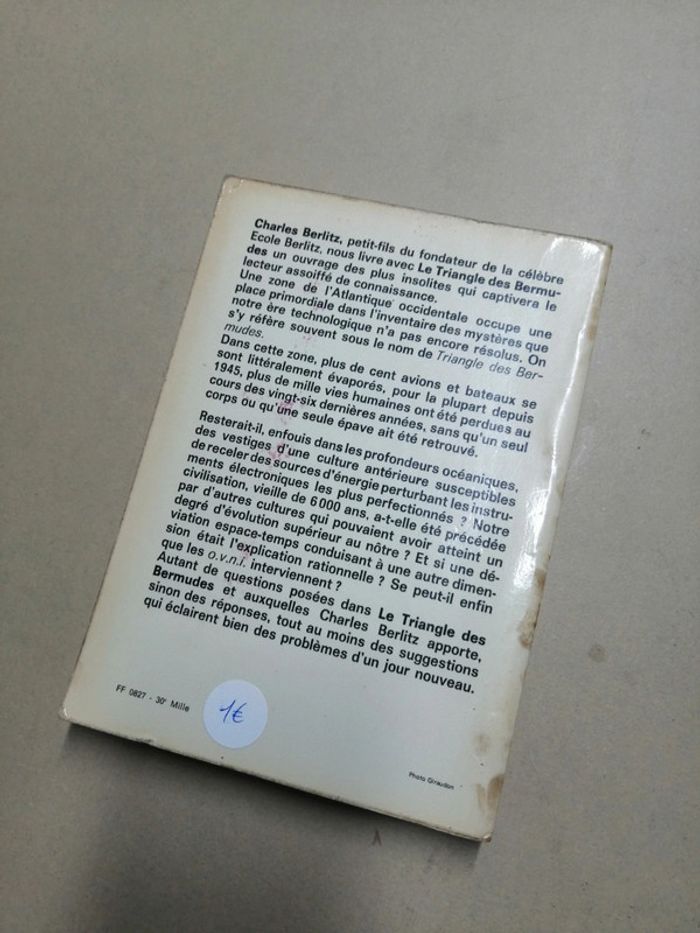 Charles Berlitz, petit-fils du fondateur de la célèbre
Ecole Berlitz, nous livre avec Le Triangle des Bermu-
des un ouvrage des plus insolites qui captivera le
lecteur assoiffé de connaissance.
Une zone de l'Atlantique occidentale occupe une
place primordiale dans l'inventaire des mystères que
notre ère technologique n'a pas encore résolus. On
s'y réfère souvent sous le nom de Triangle des Ber-
mudes.
Dans cette zone, plus de cent avions et bateaux se
sont littéralement évaporés, pour la plupart depuis
1945, plus de mille vies humaines ont été perdues au
cours des vingt-six dernières années, sans qu'un seul
corps ou qu'une seule épave ait été retrouvé.
Resterait-il, enfouis dans les profondeurs océaniques,
des vestiges d'une culture antérieure susceptibles
de receler des sources d'énergie perturbant les instru-
ments électroniques les plus perfectionnés ? Notre
civilisation, vieille de 6 000 ans, a-t-elle été précédée
par d'autres cultures qui pouvaient avoir atteint un
degré d'évolution supérieur au nôtre ? Et si une dé-
viation espace-temps conduisant à une autre dimen-
sion était l'explication rationnelle ? Se peut-il enfin
que les o.v.n.i. interviennent ?
Autant de questions posées dans Le Triangle des
Bermudes et auxquelles Charles Berlitz apporte,
sinon des réponses, tout au moins des suggestions
qui éclairent bien des problèmes d'un jour nouveau.
FF 0827 - 30e Mille
1€
Photo Giraudon